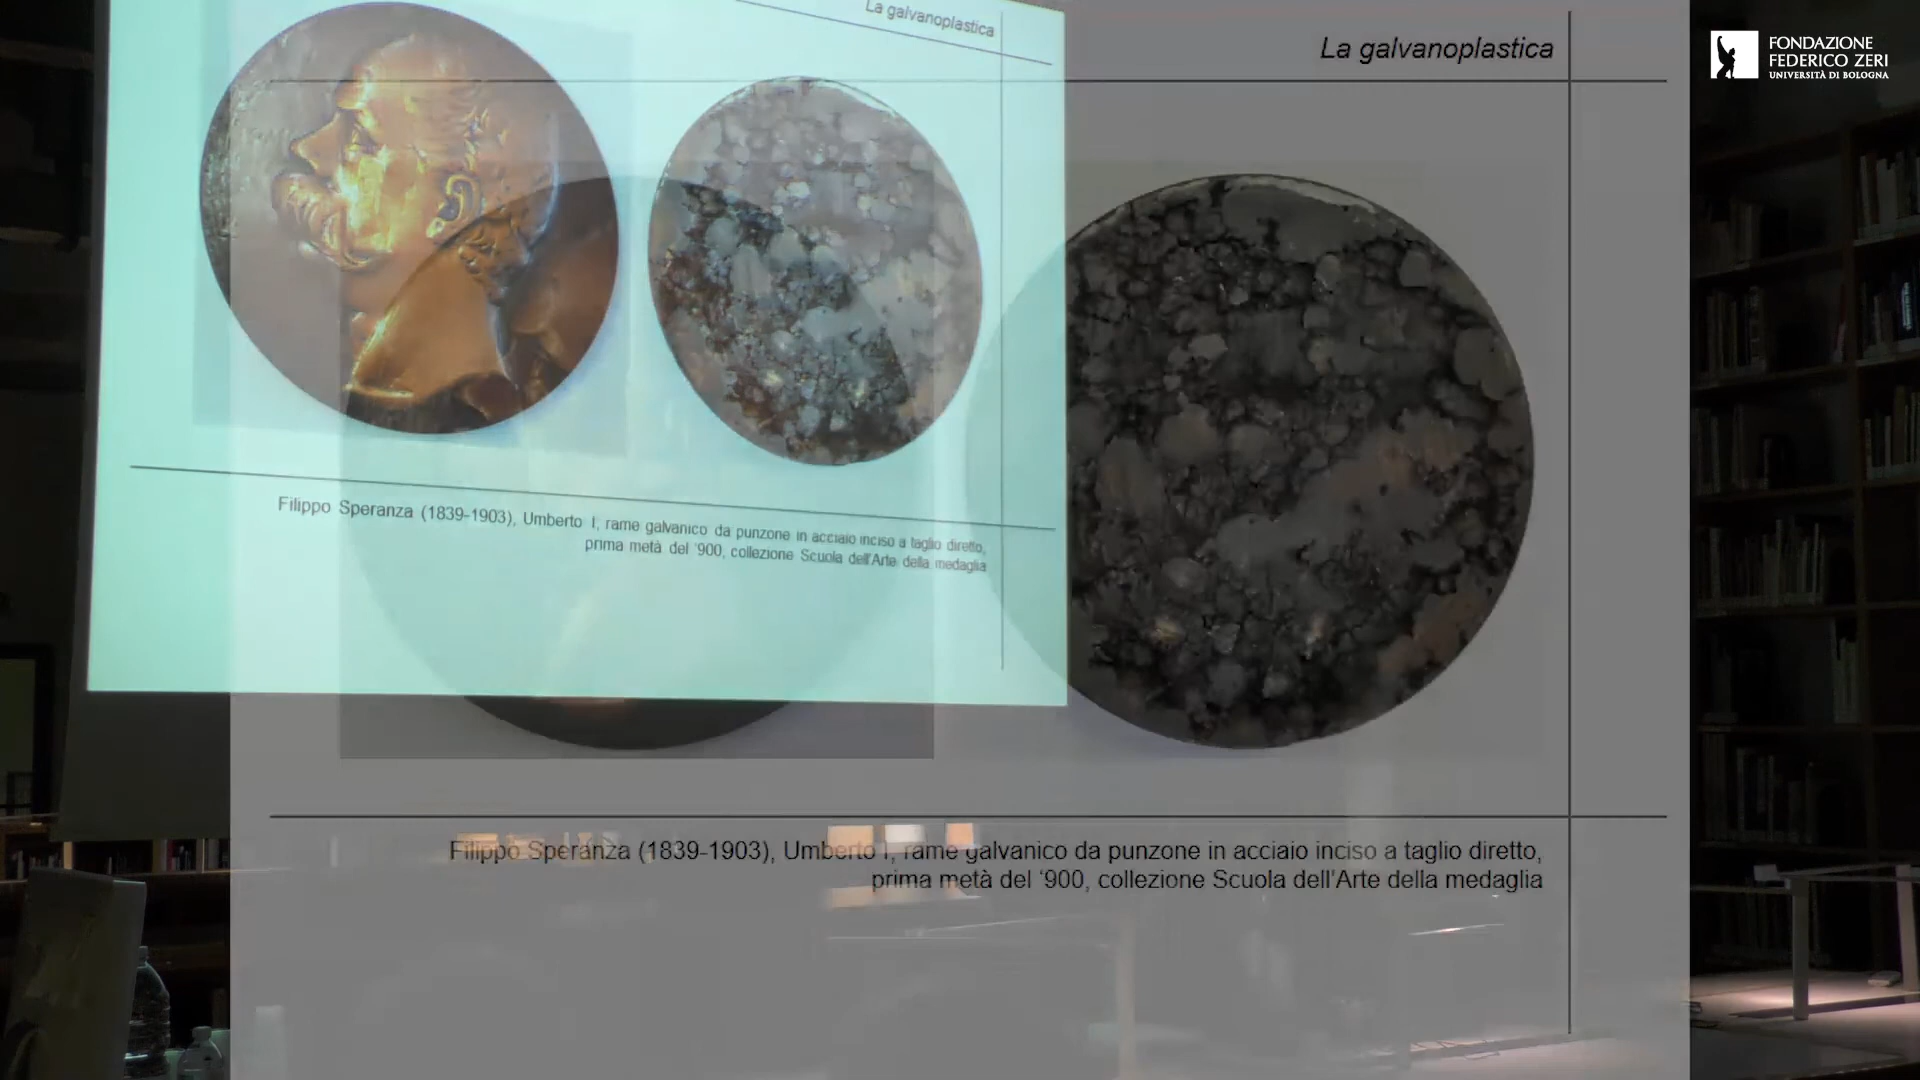 La galvanoplastica
Filippo Speranza (1839-1903), Umberto I, rame galvanico da punzone in acciaio inciso a taglio diretto,
prima metà del '900, collezione Scuola dell'Arte della medaglia
La galvanoplastica
FONDAZIONE
FEDERICO ZERI
UNIVERSITÀ DI BOLOGNA
Filippo Speranza (1839-1903), Umberto I, rame galvanico da punzone in acciaio inciso a taglio diretto,
prima metà del ‘900, collezione Scuola dell'Arte della medaglia